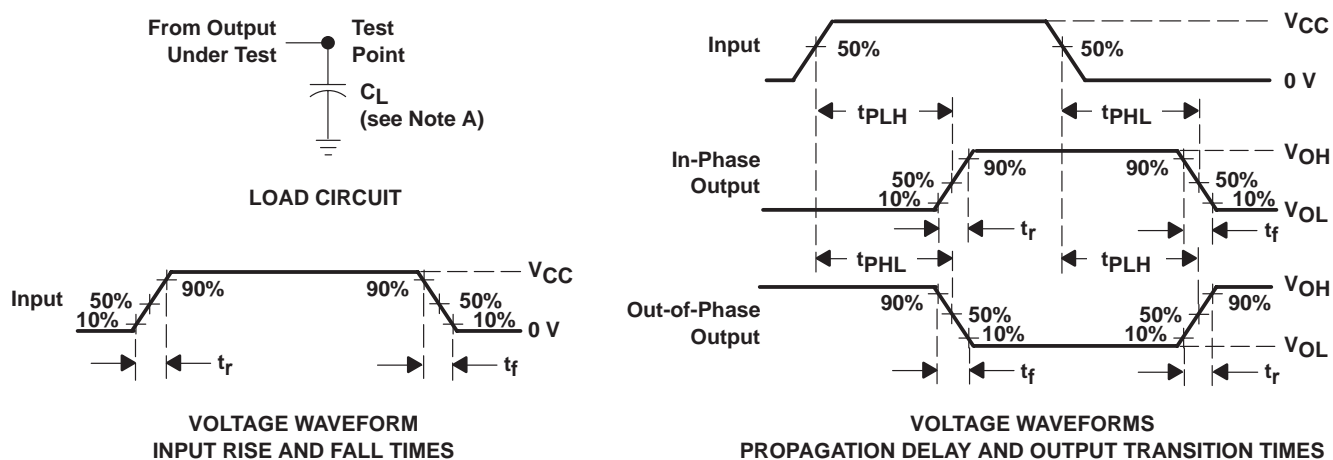 From Output
Under Test
Test
Point
CL
(see Note A)
LOAD CIRCUIT
Input
50%
10%
90%
90%
50%
10%
VCC
0 V
tr
tf
VOLTAGE WAVEFORM
INPUT RISE AND FALL TIMES
Input
50%
50%
VCC
0 V
tPLH
tPHL
In-Phase
Output
50%
10%
90%
90%
50%
10%
VOH
VOL
tr
tf
tPHL
tPLH
Out-of-Phase
Output
90%
50%
10%
50%
10%
90%
VOH
VOL
tf
tr
VOLTAGE WAVEFORMS
PROPAGATION DELAY AND OUTPUT TRANSITION TIMES